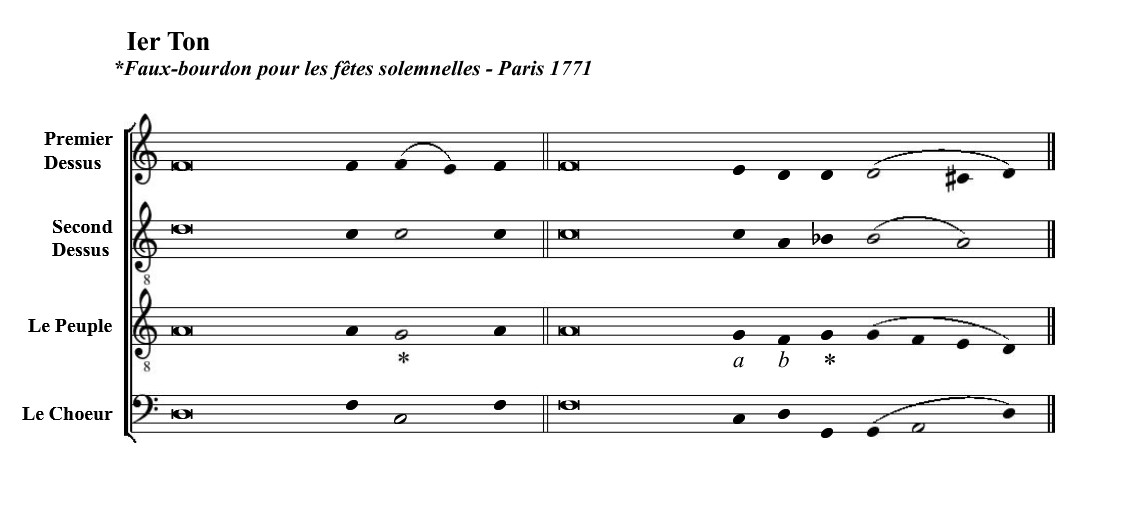 Ier Ton
*Faux-bourdon pour les fêtes solemnelles - Paris 1771
Premier
Dessus
Second
Dessus
8
Le Peuple
8
*
a b *
Le Choeur